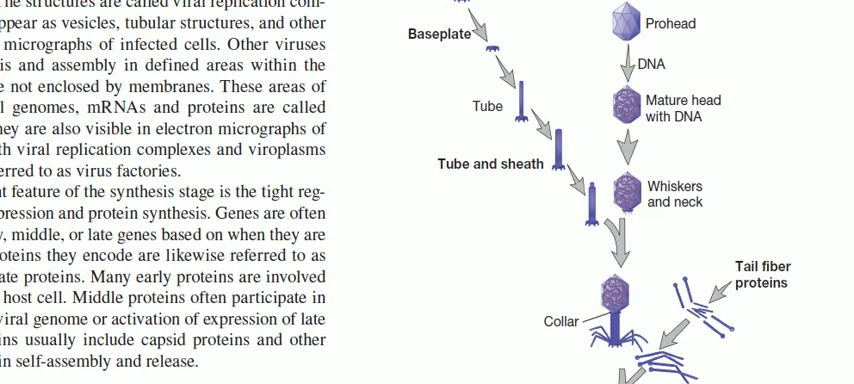 structures are called viral replication com-
ppear as vesicles, tubular structures, and other
micrographs of infected cells. Other viruses
is and assembly in defined areas within the
not enclosed by membranes. These areas of
genomes, mRNAs and proteins are called
hey are also visible in electron micrographs of
th viral replication complexes and viroplasms
erred to as virus factories.
nt feature of the synthesis stage is the tight reg-
pression and protein synthesis. Genes are often
y, middle, or late genes based on when they are
oteins they encode are likewise referred to as
ate proteins. Many early proteins are involved
host cell. Middle proteins often participate in
viral genome or activation of expression of late
ins usually include capsid proteins and other
in self-assembly and release.
Baseplate
Tube
Tube and sheath
Prohead
DNA
Mature head
with DNA
Whiskers
and neck
Collar
Tail fiber
proteins